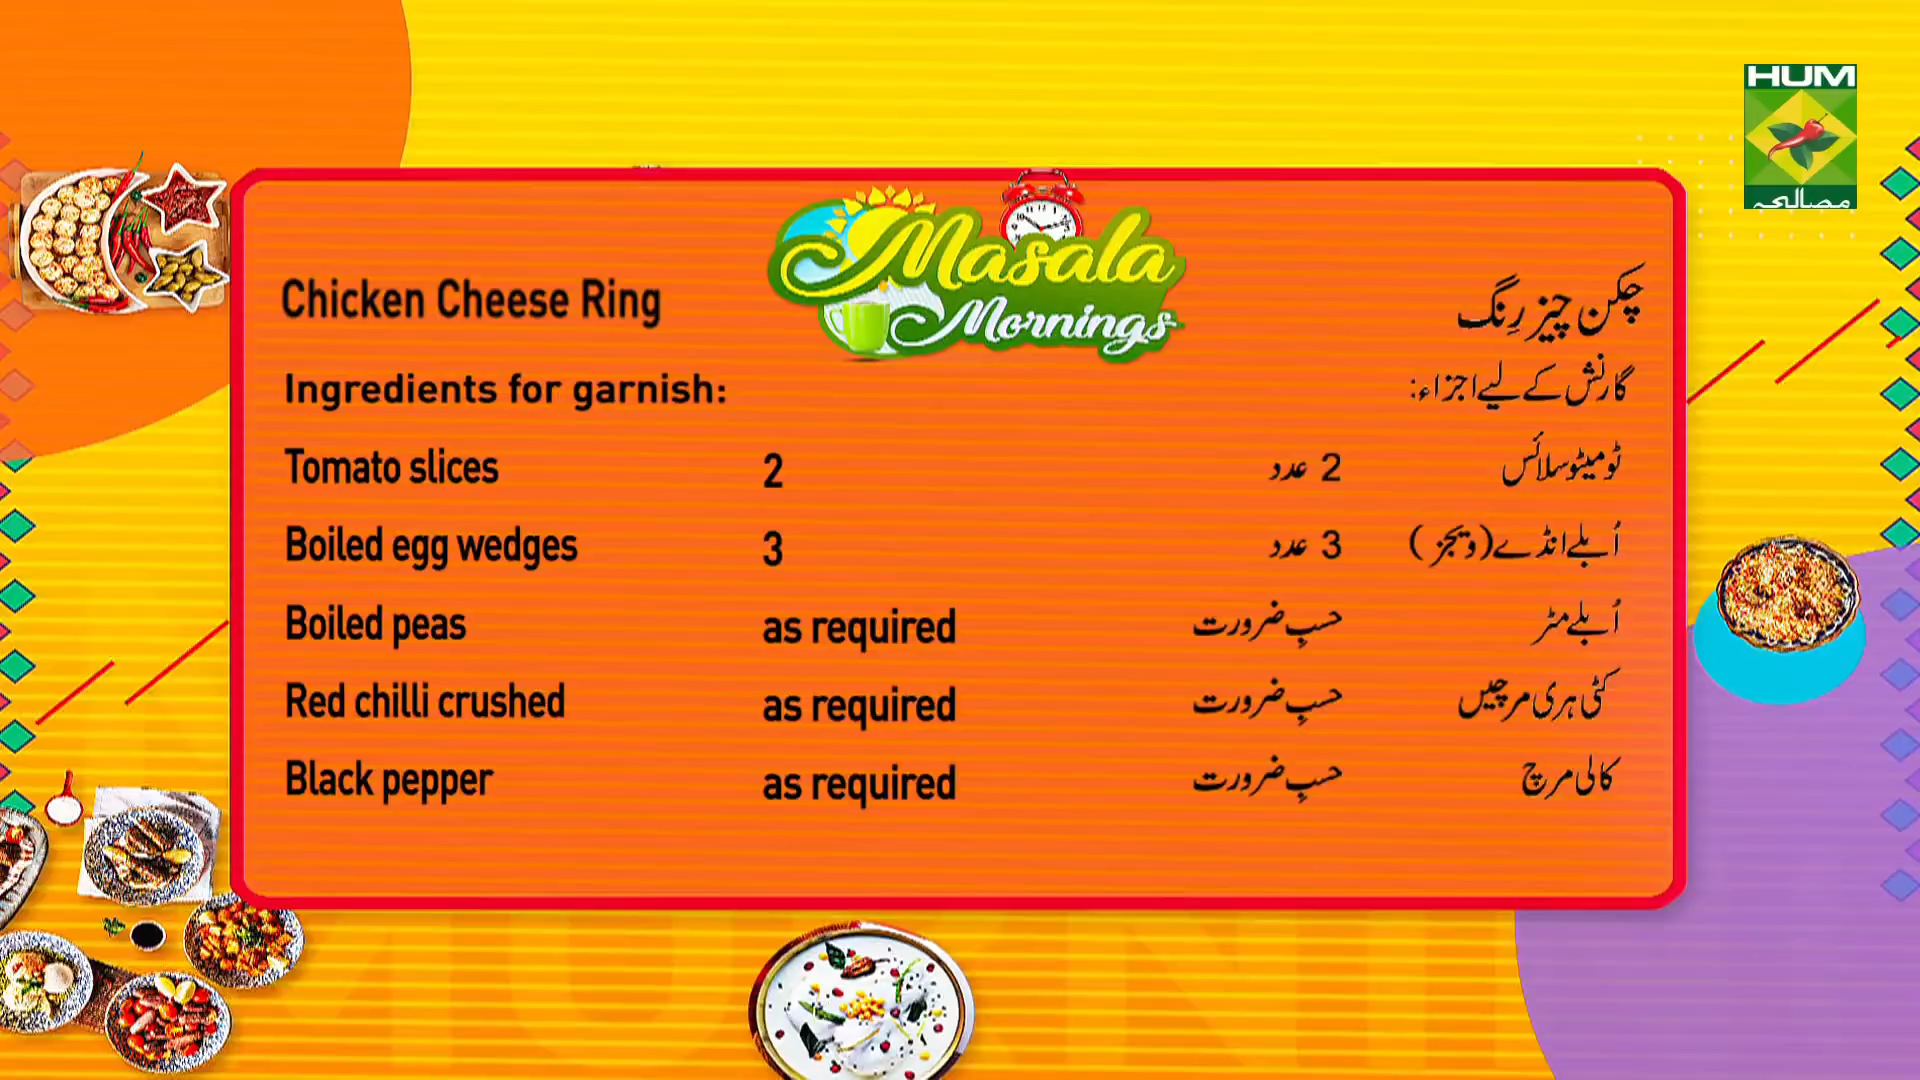 HUM
مصالحہ
Masala
Mornings
Chicken Cheese Ring چکن چیز رِنگ
Ingredients for garnish: گارنش کے لیے اجزاء:
Tomato slices 2 2 عدد ٹومیٹو سلائس
Boiled egg wedges 3 3 عدد اُبلے انڈے (ویجز)
Boiled peas as required حسبِ ضرورت اُبلے مٹر
Red chilli crushed as required حسبِ ضرورت کٹی ہری مرچیں
Black pepper as required حسبِ ضرورت کالی مرچ